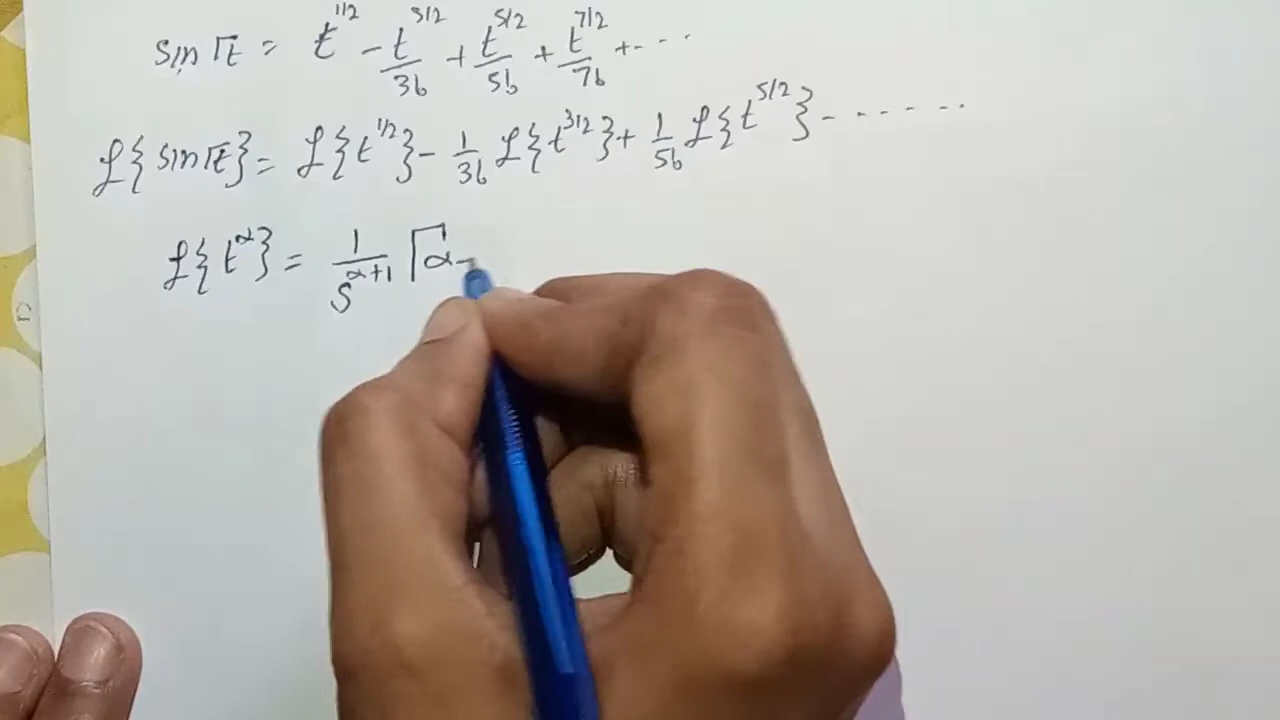 sin √t = t^{1/2} - t^{3/2}/3! + t^{5/2}/5! + t^{7/2}/7! + - - -
ℒ{sin √t} = ℒ{t^{1/2}} - 1/3! ℒ{t^{3/2}} + 1/5! ℒ{t^{5/2}} - - - - - - -
ℒ{t^α} = 1/s^{α+1} Γα-